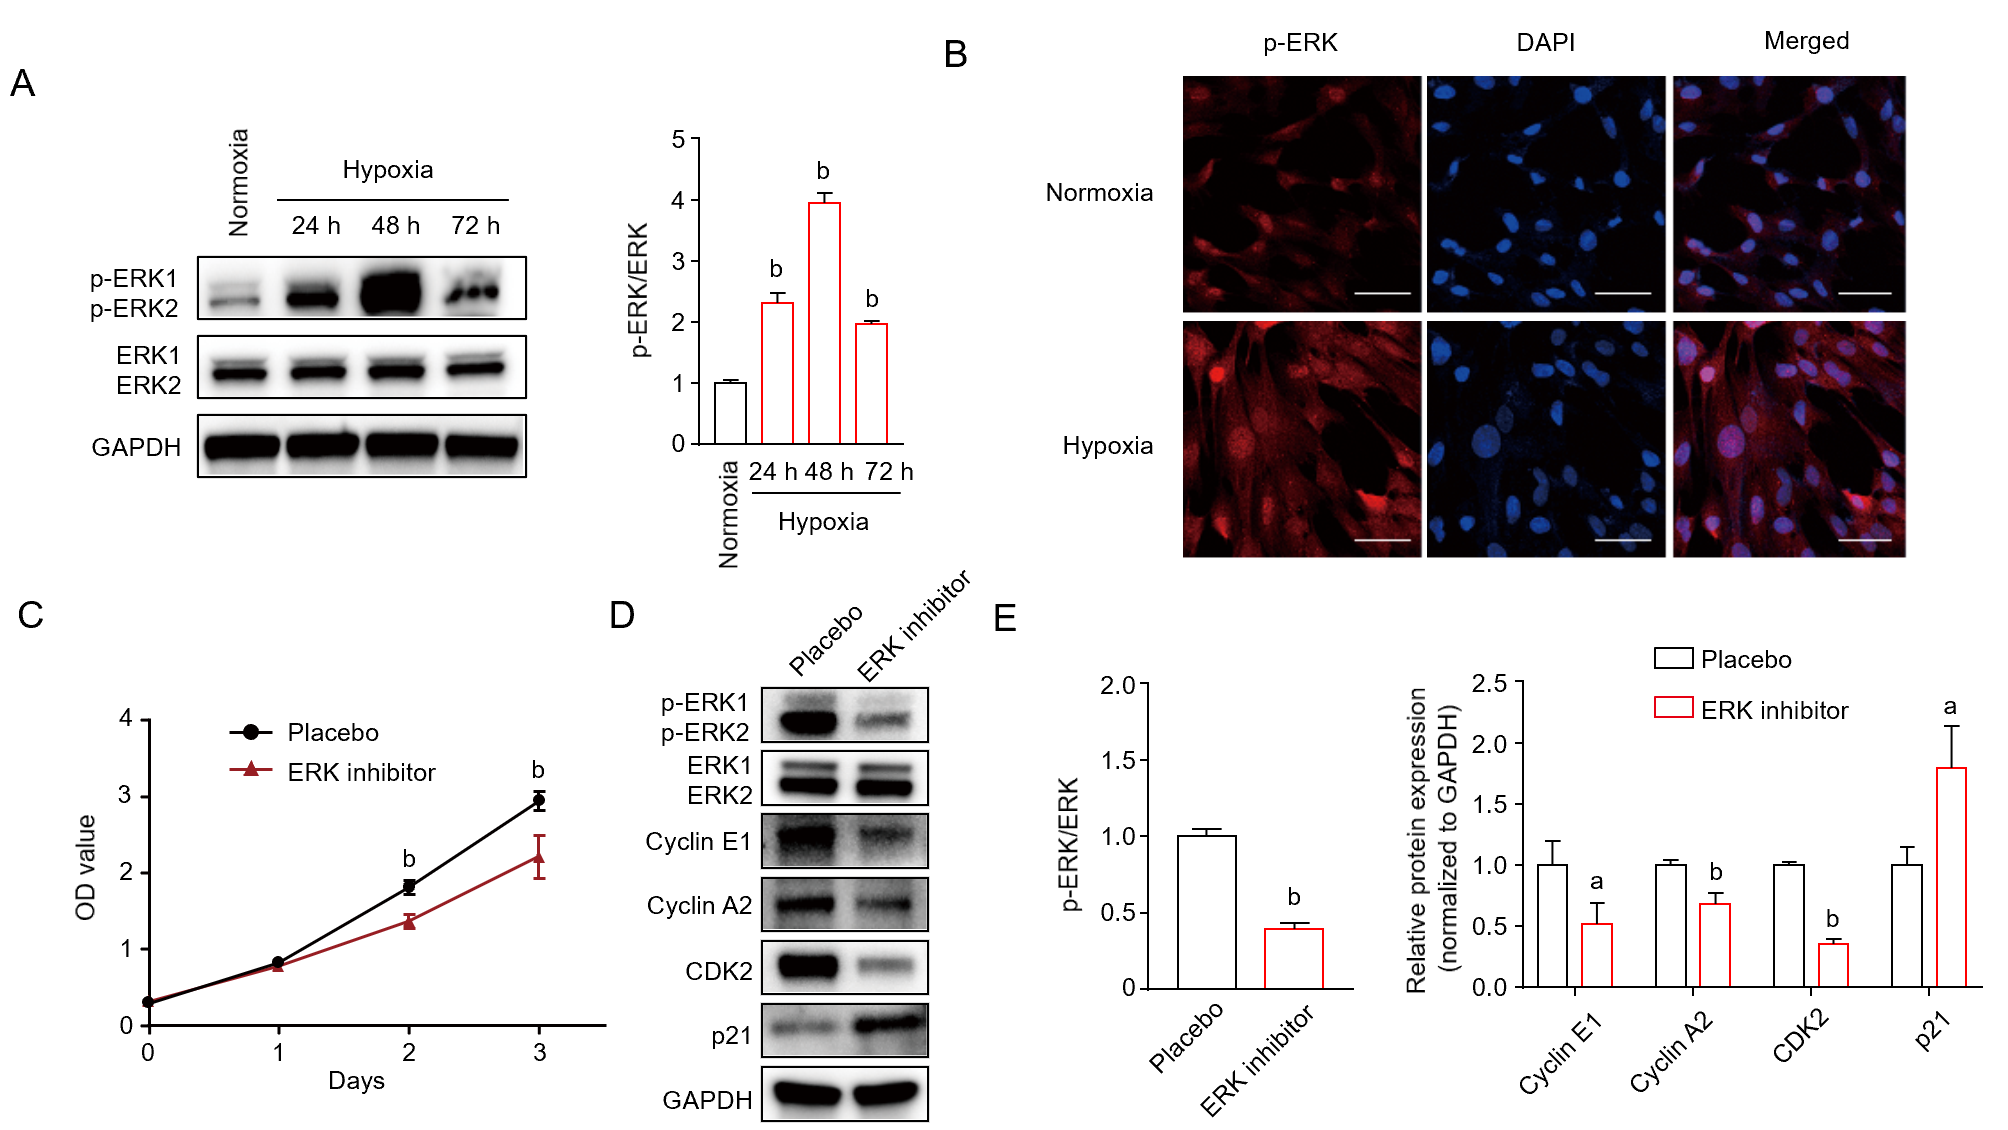 A
Normoxia
Hypoxia
24 h 48 h 72 h
p-ERK1
p-ERK2
ERK1
ERK2
GAPDH
p-ERK/ERK
5
4
3
2
1
0
b
b
b
Normoxia
24 h 48 h 72 h
Hypoxia
B
p-ERK DAPI Merged
Normoxia
Hypoxia
C
OD value
4
3
2
1
0
Placebo
ERK inhibitor
b
b
0 1 2 3
Days
D
Placebo
ERK inhibitor
p-ERK1
p-ERK2
ERK1
ERK2
Cyclin E1
Cyclin A2
CDK2
p21
GAPDH
E
p-ERK/ERK
2.0
1.5
1.0
0.5
0
b
Placebo
ERK inhibitor
Placebo
ERK inhibitor
Relative protein expression
(normalized to GAPDH)
2.5
2.0
1.5
1.0
0.5
0.0
a
b
b
a
Cyclin E1
Cyclin A2
CDK2
p21